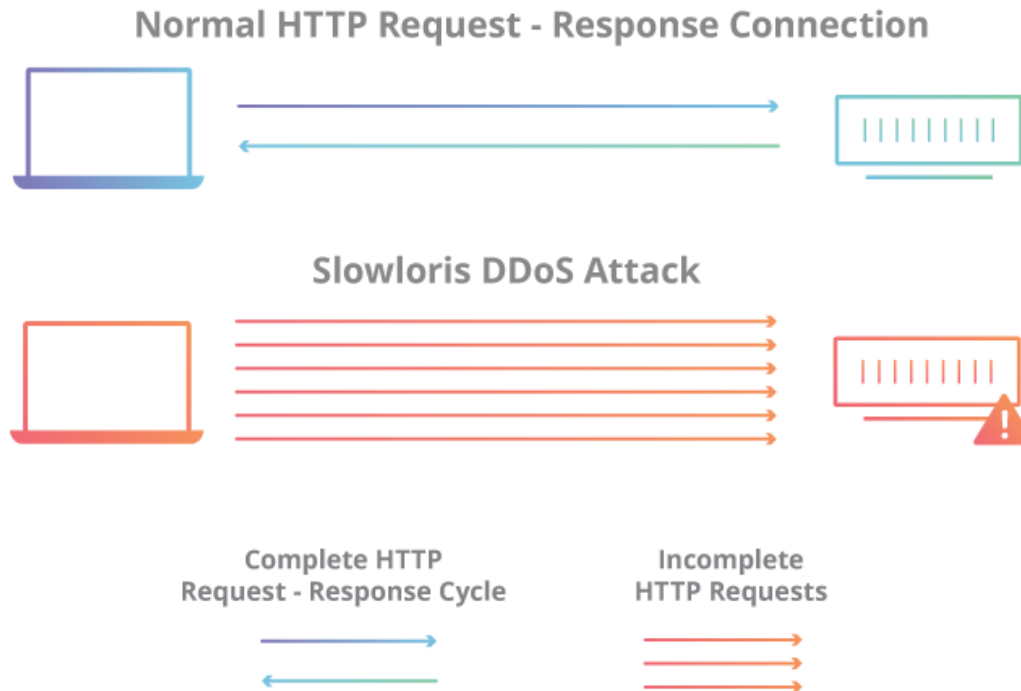 Normal HTTP Request - Response Connection
Slowloris DDoS Attack
Complete HTTP
Request - Response Cycle
Incomplete
HTTP Requests